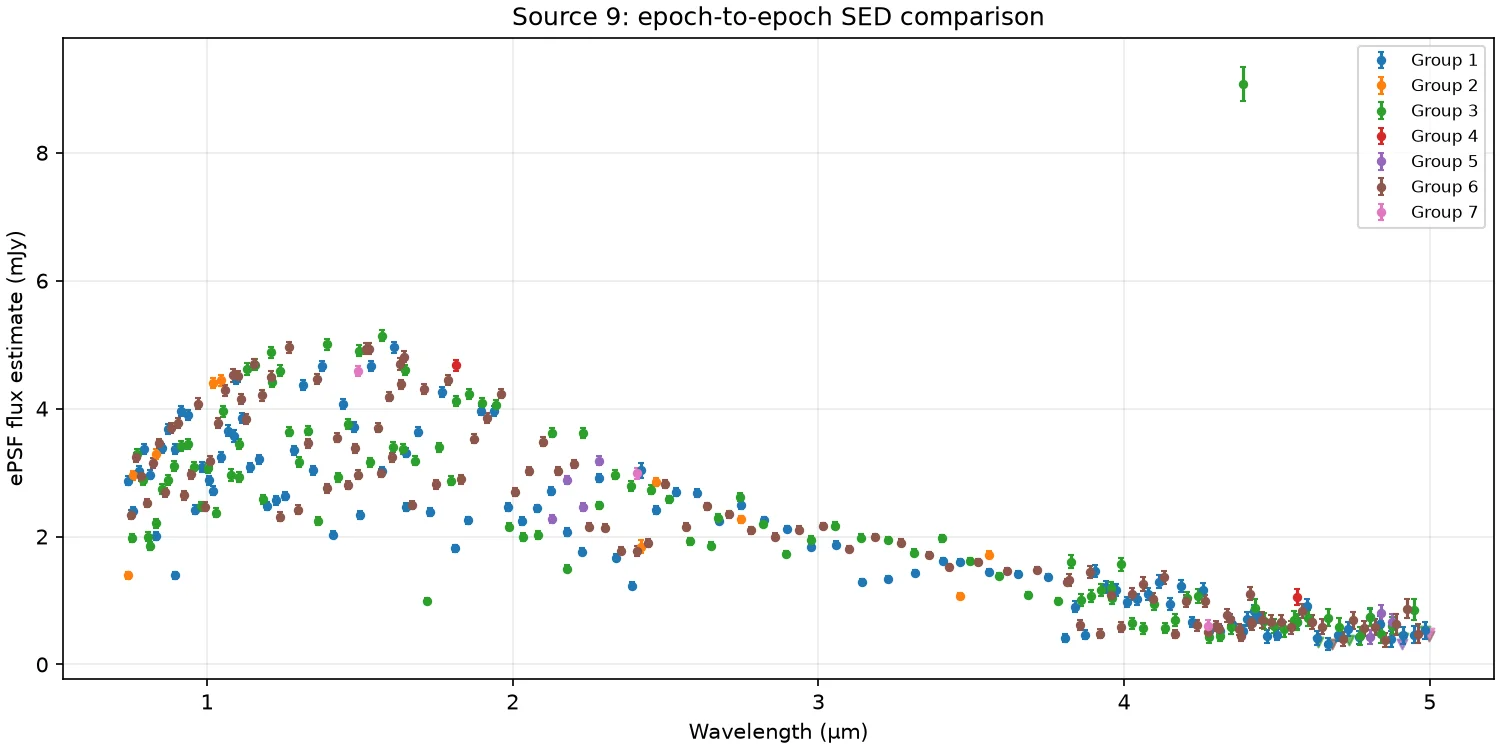 Source 9: epoch-to-epoch SED comparison
ePSF flux estimate (mJy)
8
6
4
2
0
1 2 3 4 5
Wavelength (μm)
Group 1
Group 2
Group 3
Group 4
Group 5
Group 6
Group 7